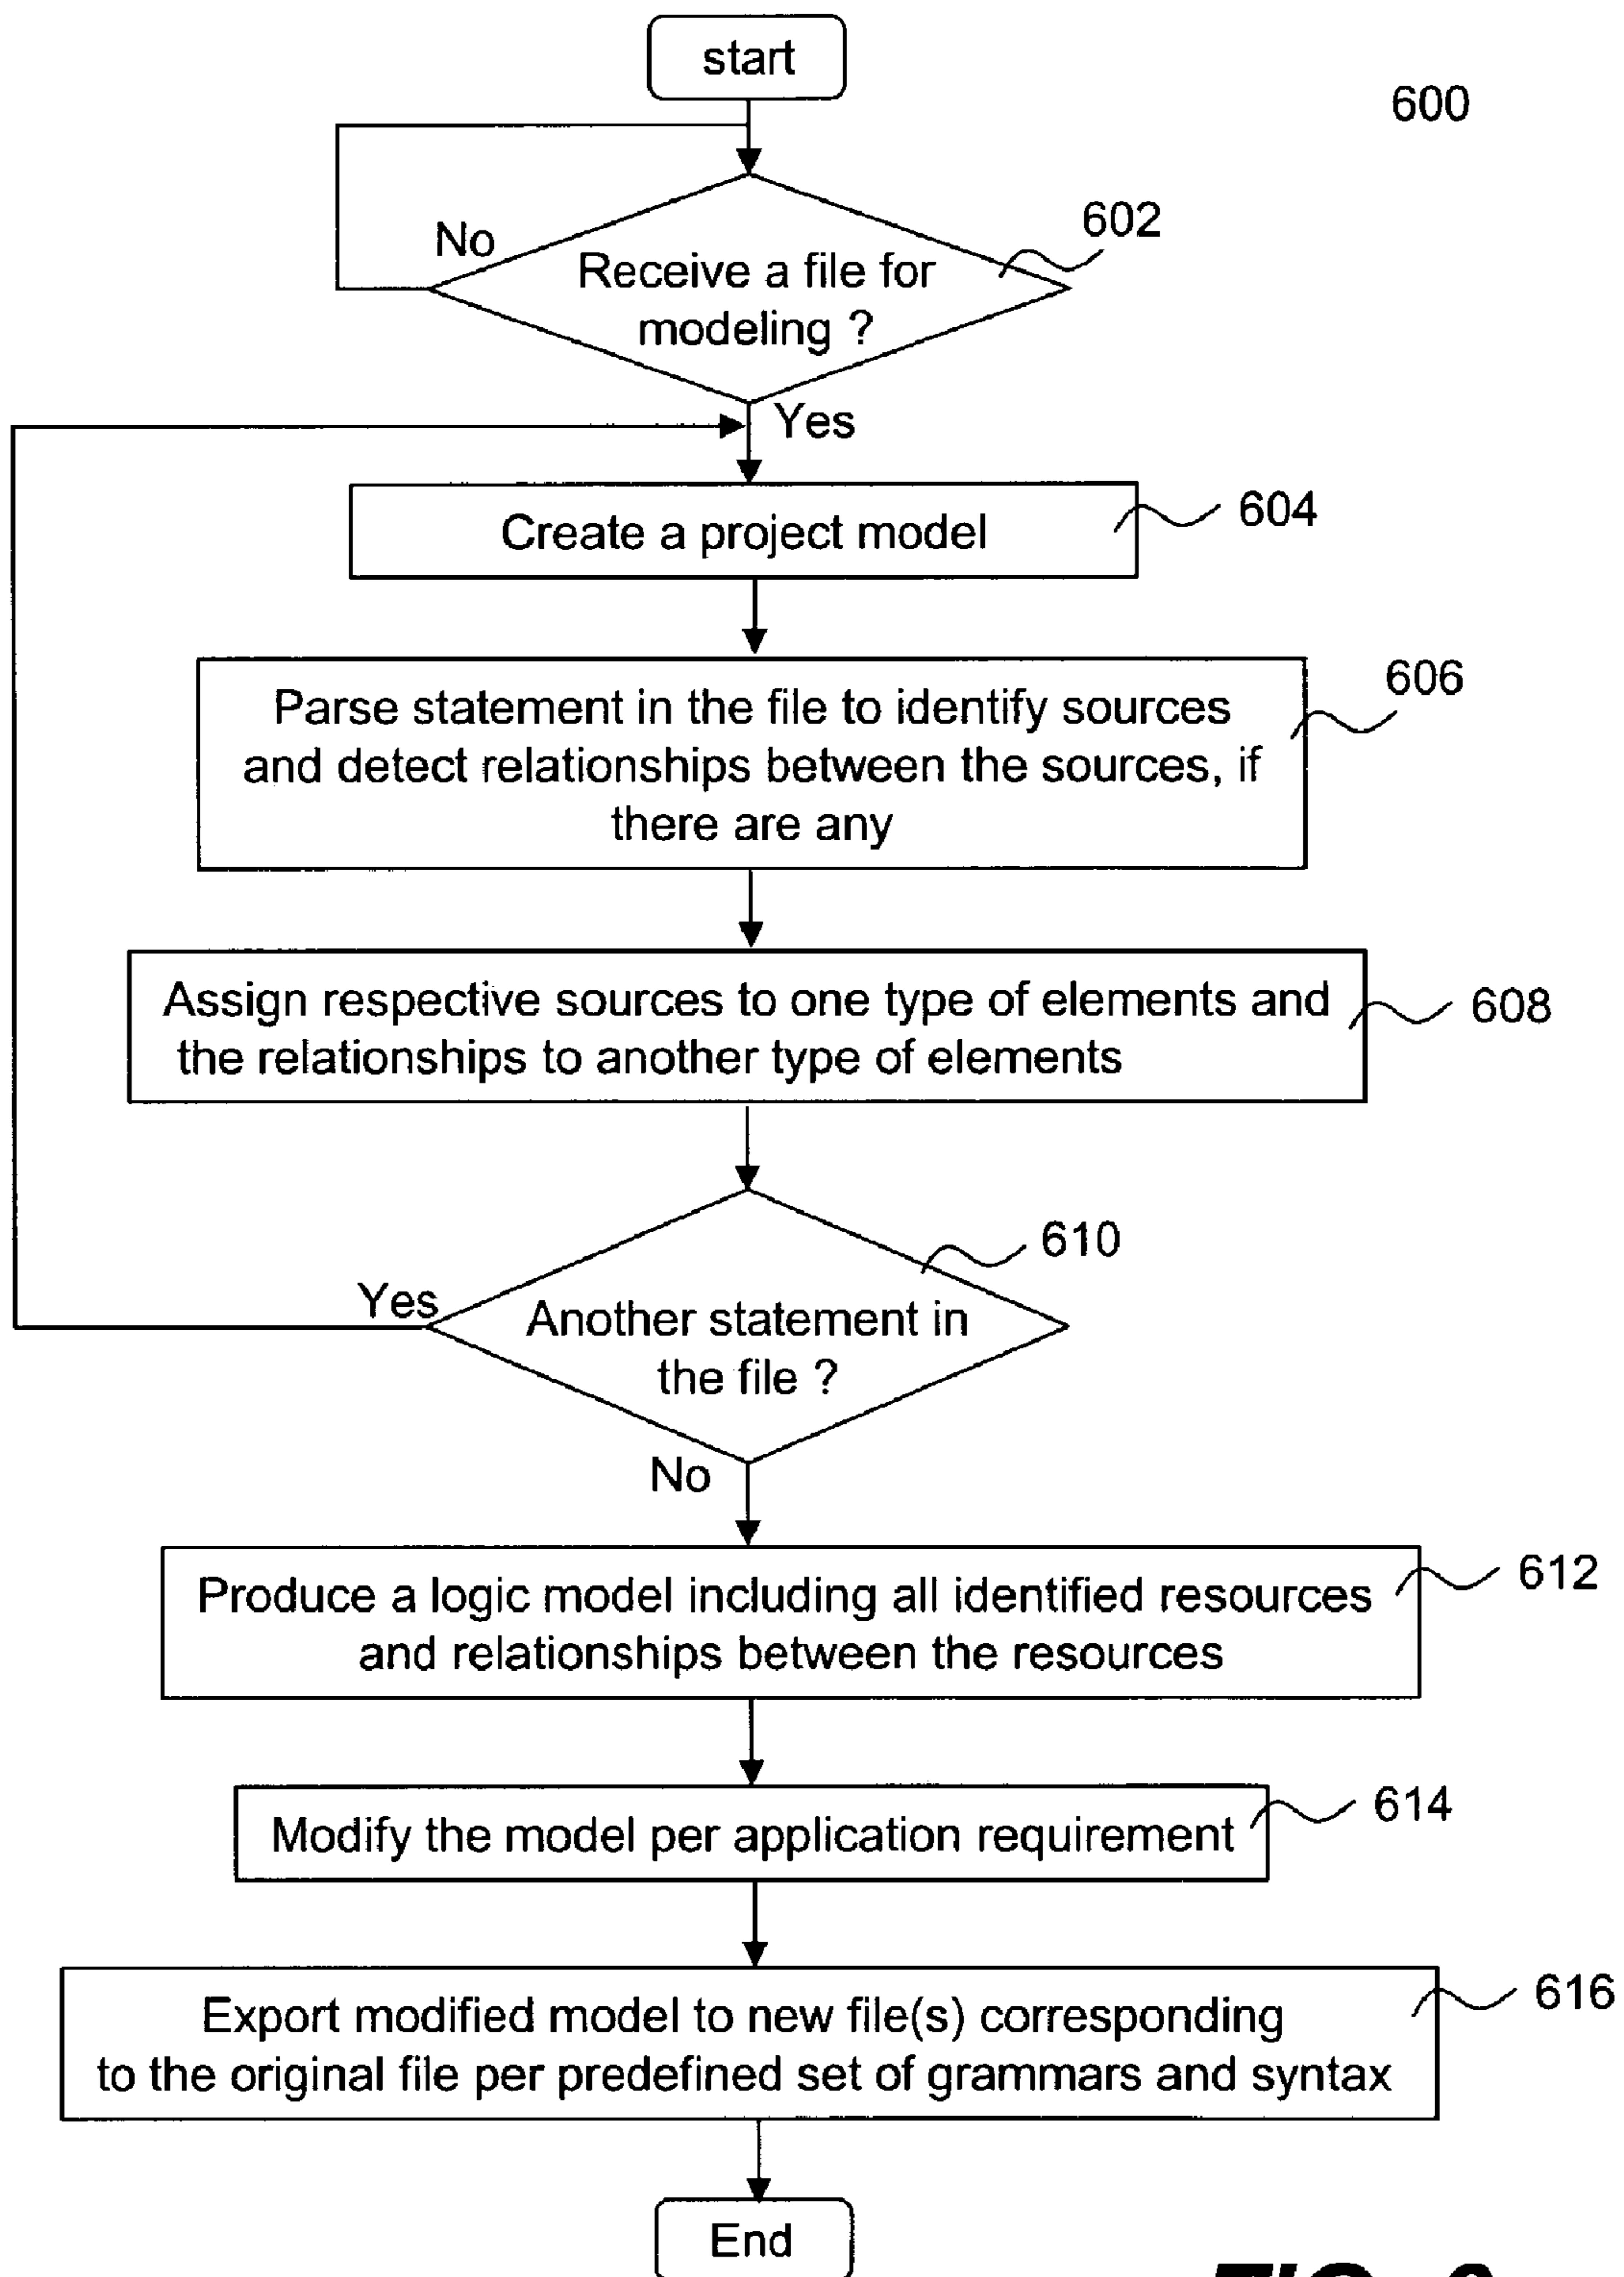 start
600
602
No
Receive a file for
modeling ?
Yes
604
Create a project model
606
Parse statement in the file to identify sources
and detect relationships between the sources, if
there are any
608
Assign respective sources to one type of elements and
the relationships to another type of elements
610
Yes
Another statement in
the file ?
No
612
Produce a logic model including all identified resources
and relationships between the resources
614
Modify the model per application requirement
616
Export modified model to new file(s) corresponding
to the original file per predefined set of grammars and syntax
End